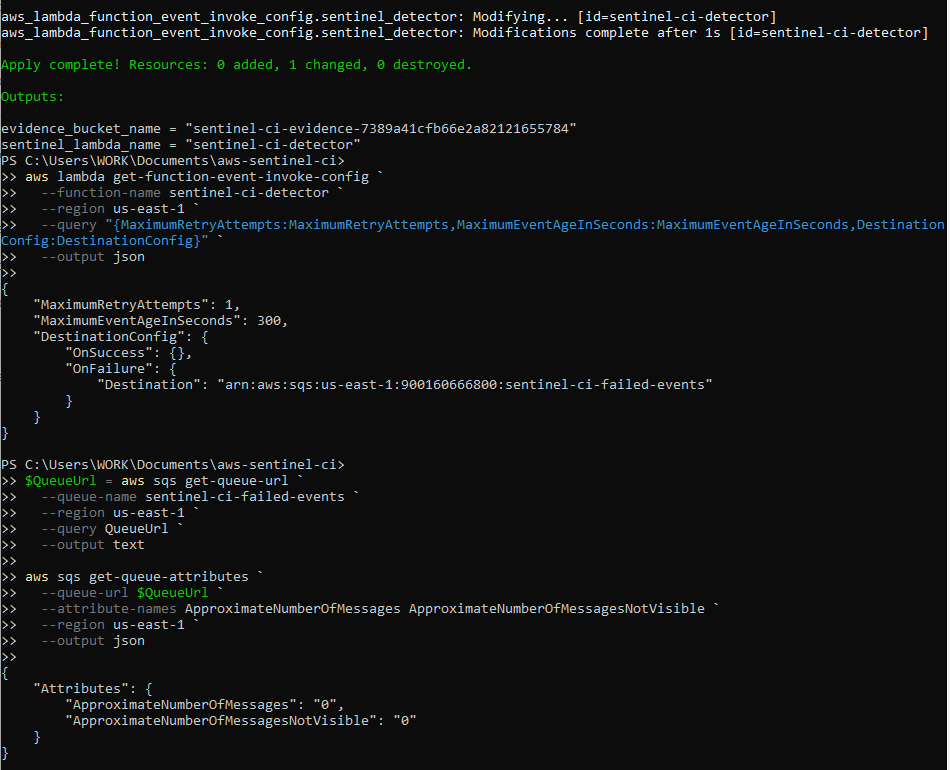 aws_lambda_function_event_invoke_config.sentinel_detector: Modifying... [id=sentinel-ci-detector]
aws_lambda_function_event_invoke_config.sentinel_detector: Modifications complete after 1s [id=sentinel-ci-detector]
Apply complete! Resources: 0 added, 1 changed, 0 destroyed.
Outputs:
evidence_bucket_name = "sentinel-ci-evidence-7389a41cfb66e2a82121655784"
sentinel_lambda_name = "sentinel-ci-detector"
PS C:\Users\WORK\Documents\aws-sentinel-ci>
>> aws lambda get-function-event-invoke-config `
>>   --function-name sentinel-ci-detector `
>>   --region us-east-1 `
>>   --query "{MaximumRetryAttempts:MaximumRetryAttempts,MaximumEventAgeInSeconds:MaximumEventAgeInSeconds,Destination
Config:DestinationConfig}" `
>>   --output json
>>
{
    "MaximumRetryAttempts": 1,
    "MaximumEventAgeInSeconds": 300,
    "DestinationConfig": {
        "OnSuccess": {},
        "OnFailure": {
            "Destination": "arn:aws:sqs:us-east-1:900160666800:sentinel-ci-failed-events"
        }
    }
}
PS C:\Users\WORK\Documents\aws-sentinel-ci>
>> $QueueUrl = aws sqs get-queue-url `
>>   --queue-name sentinel-ci-failed-events `
>>   --region us-east-1 `
>>   --query QueueUrl `
>>   --output text
>>
>> aws sqs get-queue-attributes `
>>   --queue-url $QueueUrl `
>>   --attribute-names ApproximateNumberOfMessages ApproximateNumberOfMessagesNotVisible `
>>   --region us-east-1 `
>>   --output json
>>
{
    "Attributes": {
        "ApproximateNumberOfMessages": "0",
        "ApproximateNumberOfMessagesNotVisible": "0"
    }
}